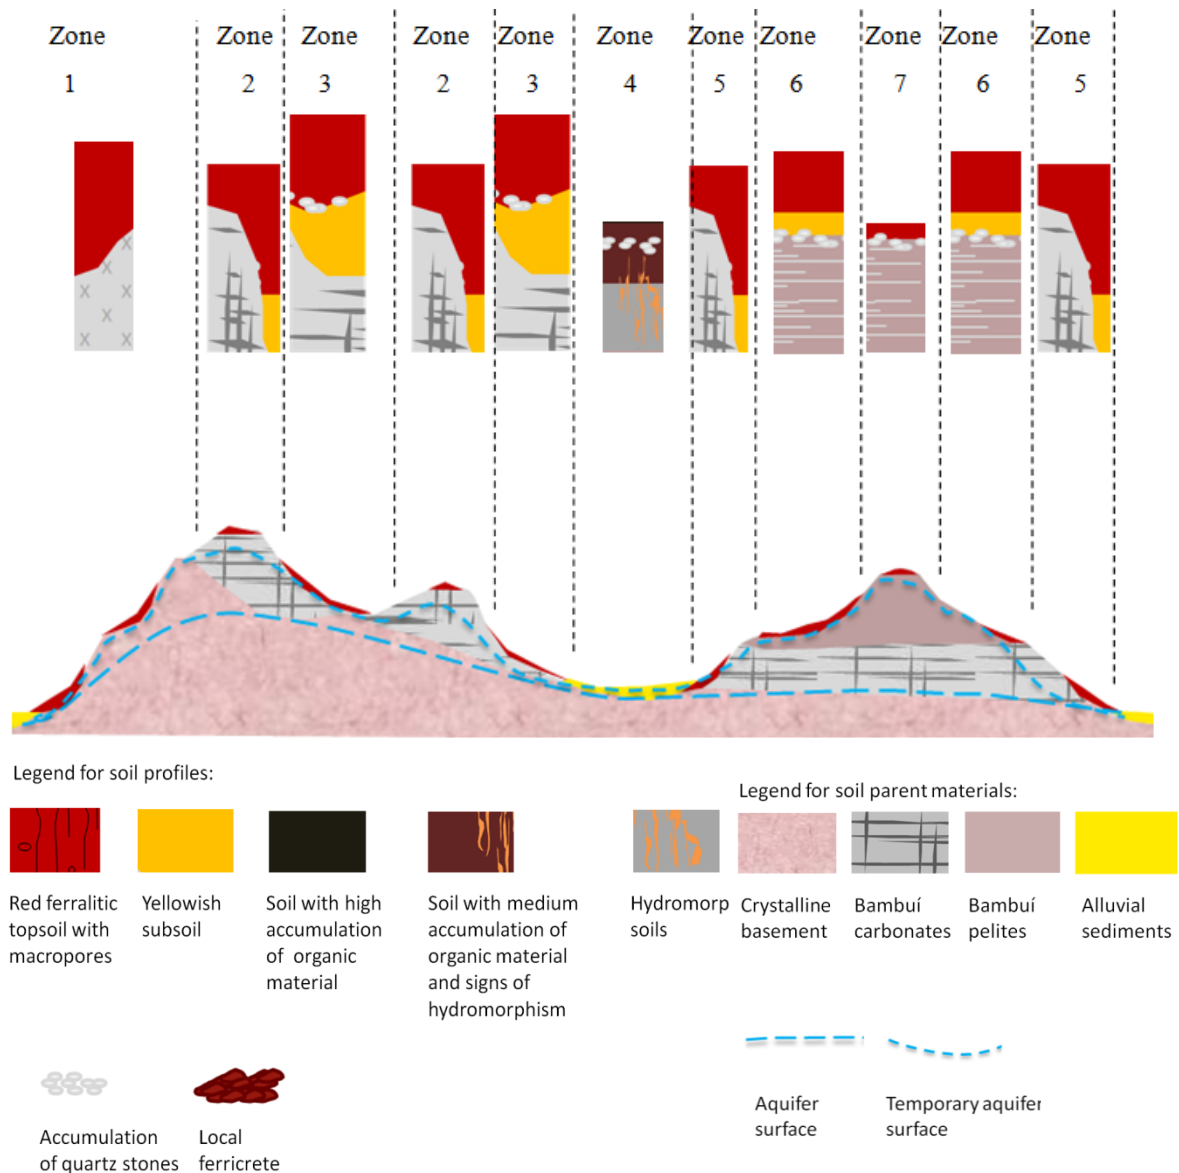 Zone Zone Zone Zone Zone Zone Zone Zone Zone Zone Zone
1 2 3 2 3 4 5 6 7 6 5
X
X
X X
X
X X
Legend for soil profiles:
Legend for soil parent materials:
Red ferralitic
topsoil with
macropores
Yellowish
subsoil
Soil with high
accumulation
of organic
material
Soil with medium
accumulation of
organic material
and signs of
hydromorphism
Hydromorp
soils
Crystalline
basement
Bambuí
carbonates
Bambuí
pelites
Alluvial
sediments
Accumulation
of quartz stones
Local
ferricrete
Aquifer
surface
Temporary aquifer
surface